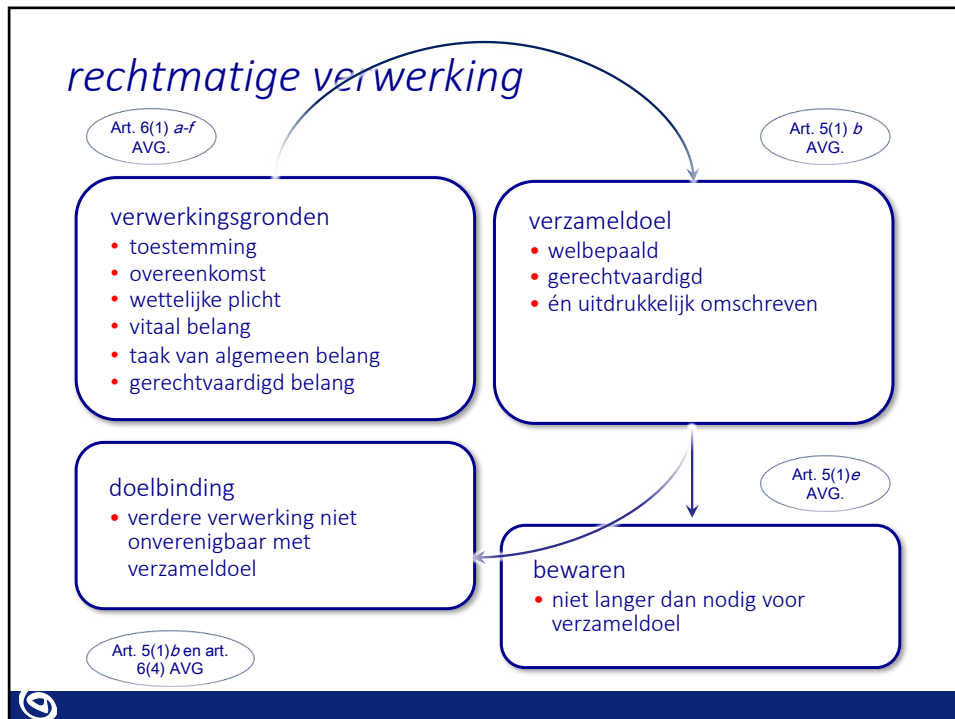 rechtmatige verwerking
Art. 6(1) a-f
AVG.
Art. 5(1) b
AVG.
verwerkingsgronden
• toestemming
• overeenkomst
• wettelijke plicht
• vitaal belang
• taak van algemeen belang
• gerechtvaardigd belang
verzameldoel
• welbepaald
• gerechtvaardigd
• én uitdrukkelijk omschreven
doelbinding
• verdere verwerking niet
onverenigbaar met
verzameldoel
Art. 5(1)e
AVG.
bewaren
• niet langer dan nodig voor
verzameldoel
Art. 5(1)b en art.
6(4) AVG